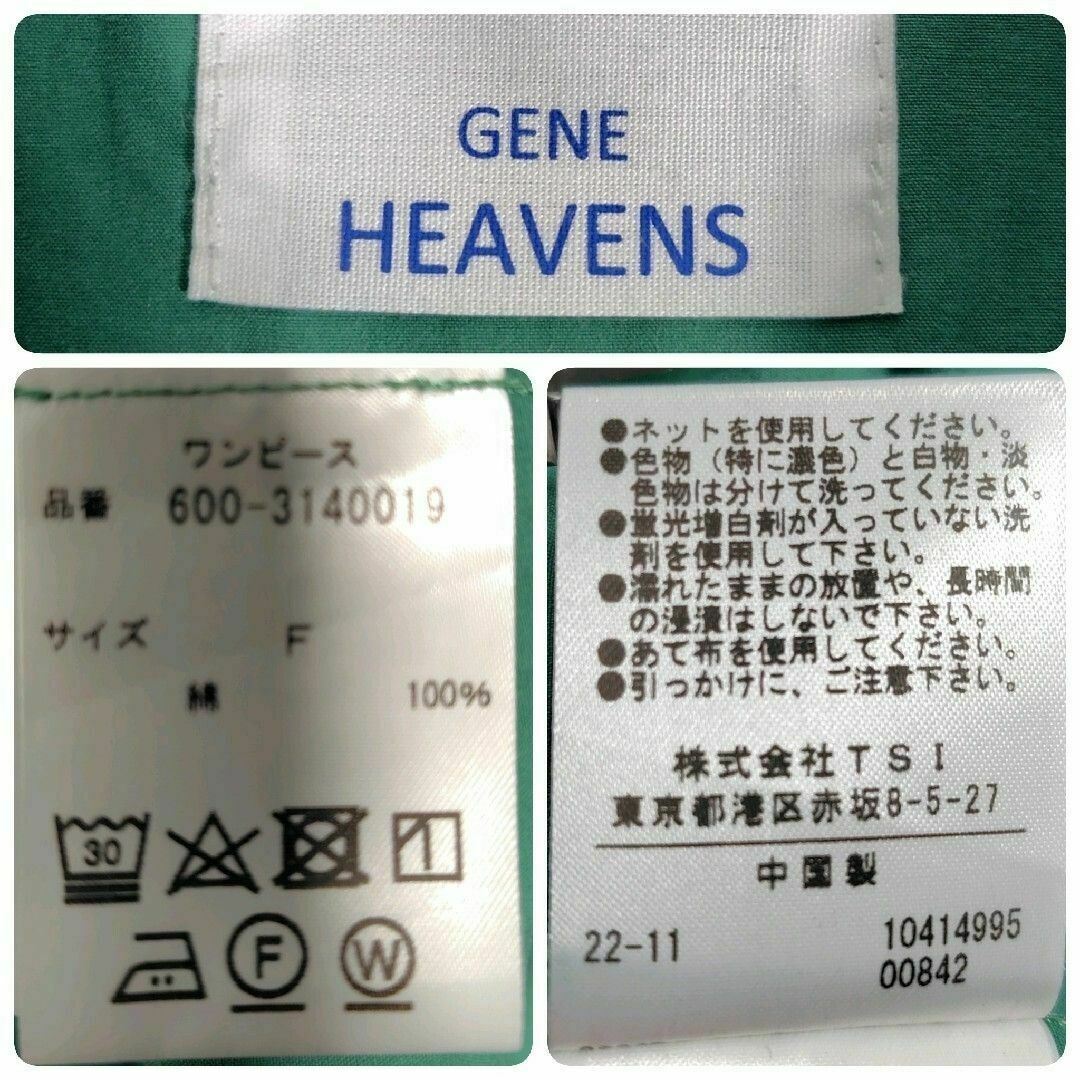 GENE
HEAVENS
ワンピース
品番 600-3140019
サイズ F
綿 100%
30
F
W
●ネットを使用してください。
●色物(特に濃色)と白物・淡
色物は分けて洗ってください。
●蛍光増白剤が入っていない洗
剤を使用して下さい。
●濡れたままの放置や、長時間
の浸漬はしないで下さい。
●あて布を使用してください。
●引っかけに、ご注意下さい。
株式会社TSI
東京都港区赤坂8-5-27
中国製
22-11 10414995
00842